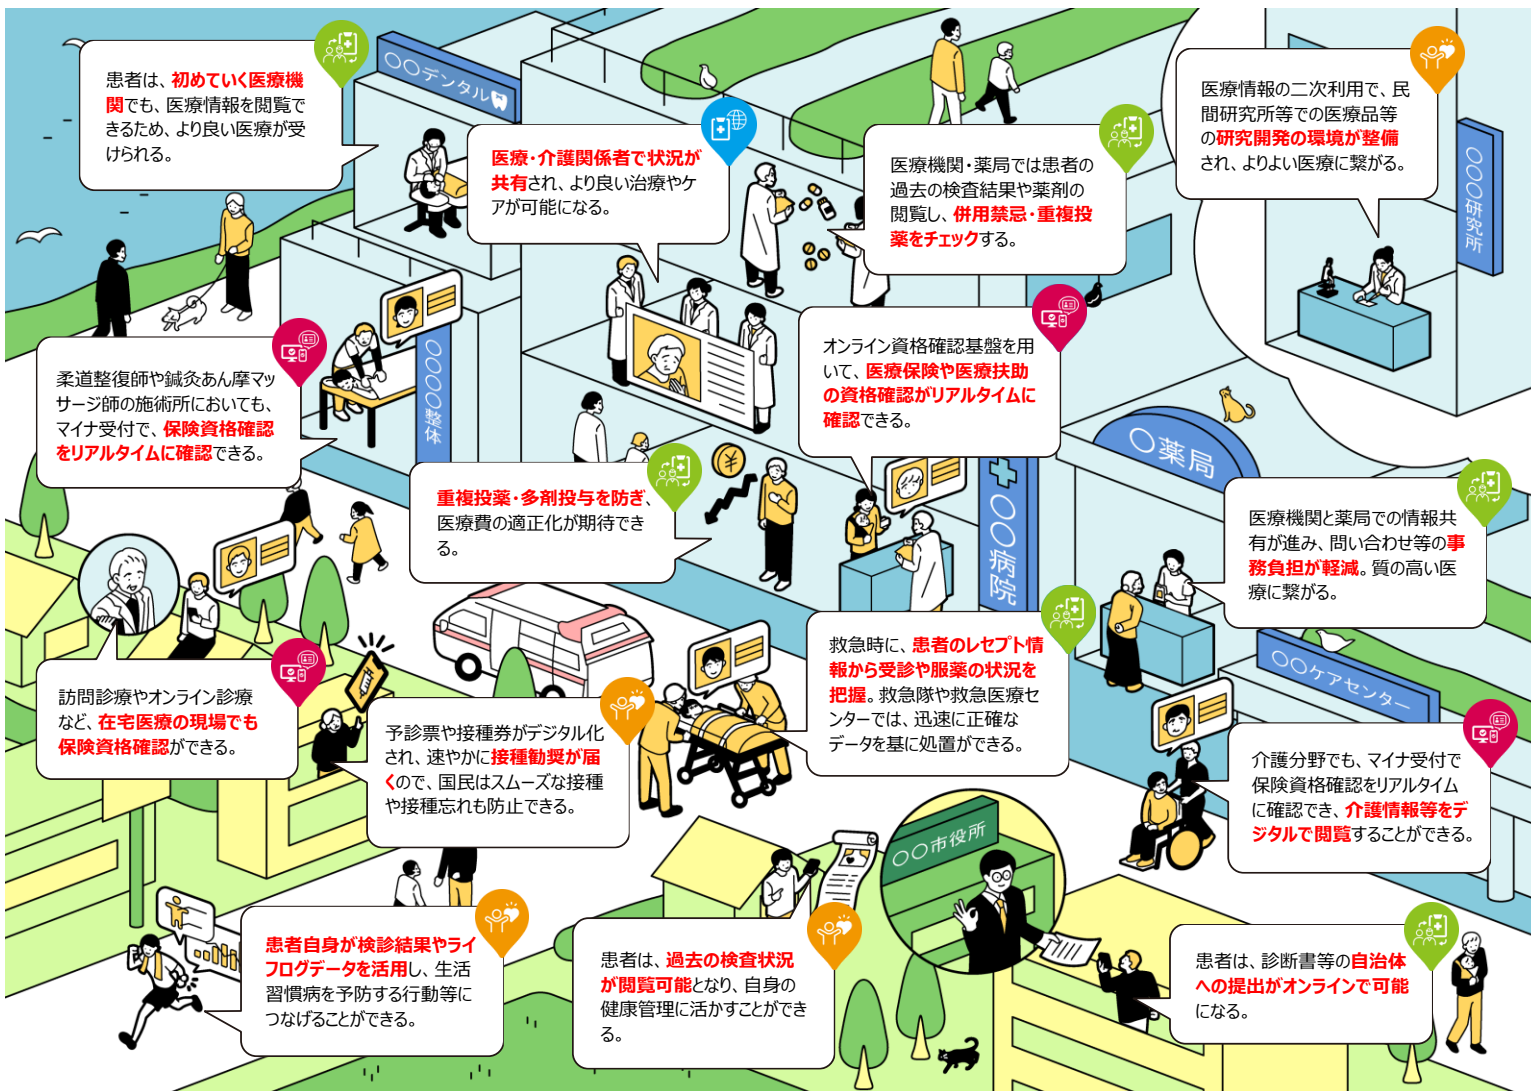 患者は、初めていく医療機
関でも、医療情報を閲覧で
きるため、より良い医療が受
けられる。
〇〇デンタル
医療・介護関係者で状況が
共有され、より良い治療やケ
アが可能になる。
医療機関・薬局では患者の
過去の検査結果や薬剤の
閲覧し、併用禁忌・重複投
薬をチェックする。
医療情報の二次利用で、民
間研究所等での医療品等
の研究開発の環境が整備
され、よりよい医療に繋がる。
〇〇〇研究所
柔道整復師や鍼灸あん摩マッ
サージ師の施術所においても、
マイナ受付で、保険資格確認
をリアルタイムに確認できる。
〇〇〇〇整体
オンライン資格確認基盤を用
いて、医療保険や医療扶助
の資格確認がリアルタイムに
確認できる。
〇薬局
重複投薬・多剤投与を防ぎ、
医療費の適正化が期待でき
る。
¥
〇〇病院
医療機関と薬局での情報共
有が進み、問い合わせ等の事
務負担が軽減。質の高い医
療に繋がる。
訪問診療やオンライン診療
など、在宅医療の現場でも
保険資格確認ができる。
予診票や接種券がデジタル化
され、速やかに接種勧奨が届
くので、国民はスムーズな接種
や接種忘れも防止できる。
救急時に、患者のレセプト情
報から受診や服薬の状況を
把握。救急隊や救急医療セ
ンターでは、迅速に正確な
データを基に処置ができる。
〇〇ケアセンター
介護分野でも、マイナ受付で
保険資格確認をリアルタイム
に確認でき、介護情報等をデ
ジタルで閲覧することができる。
〇〇市役所
患者自身が検診結果やライ
フログデータを活用し、生活
習慣病を予防する行動等に
つなげることができる。
患者は、過去の検査状況
が閲覧可能となり、自身の
健康管理に活かすことができ
る。
患者は、診断書等の自治体
への提出がオンラインで可能
になる。